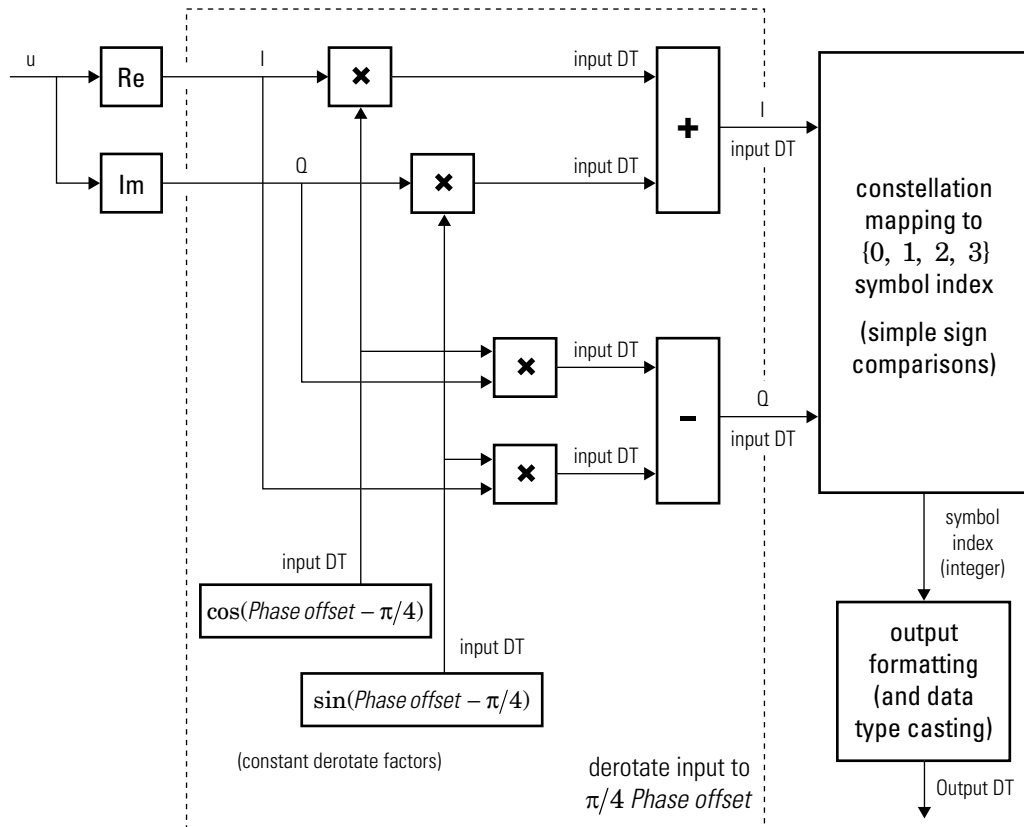 u
Re
I
×
input DT
+
I
input DT
Im
Q
×
input DT
constellation
mapping to
{0, 1, 2, 3}
symbol index
(simple sign
comparisons)
×
input DT
−
Q
input DT
×
input DT
symbol
index
(integer)
input DT
cos(Phase offset − π/4)
input DT
sin(Phase offset − π/4)
output
formatting
(and data
type casting)
(constant derotate factors)
derotate input to
π/4 Phase offset
Output DT